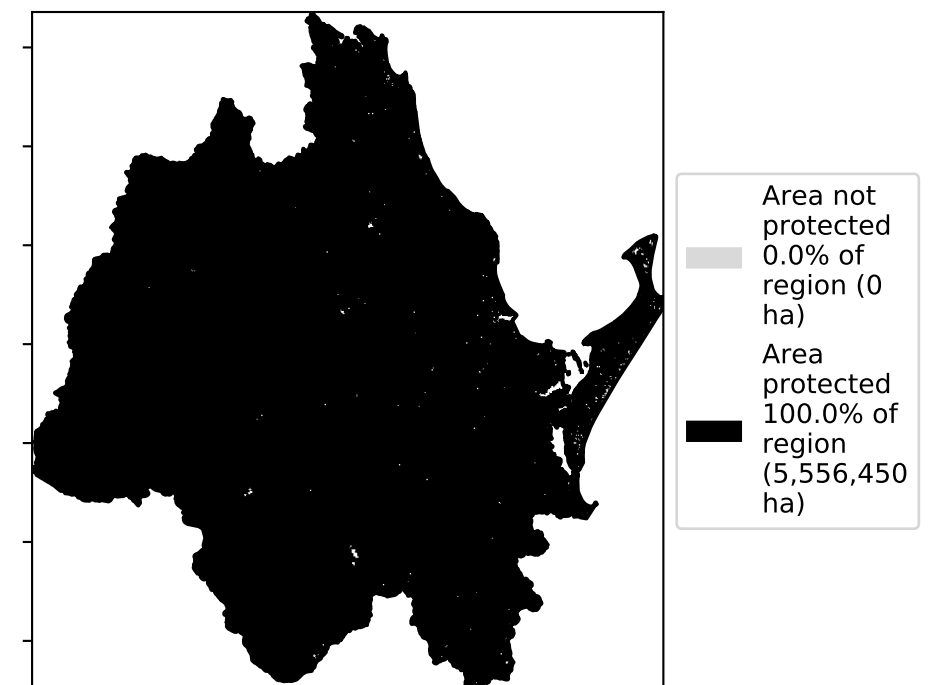 Area not
protected
0.0% of
region (0
ha)
Area
protected
100.0% of
region
(5,556,450
ha)